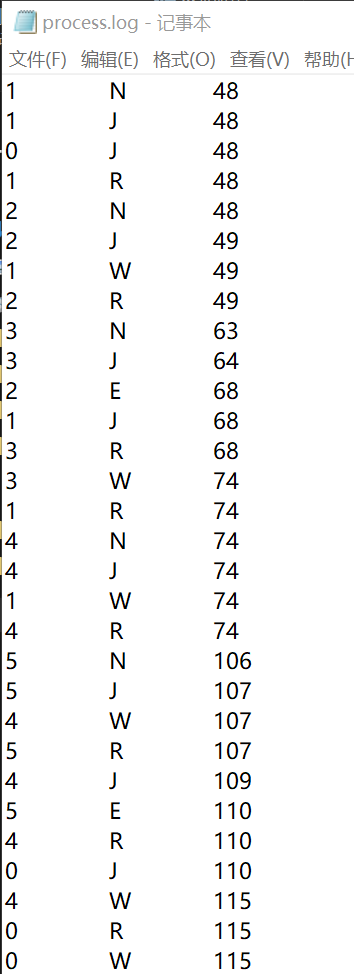 process.log - 记事本
文件(F) 编辑(E) 格式(O) 查看(V) 帮助(H
1 N 48
1 J 48
0 J 48
1 R 48
2 N 48
2 J 49
1 W 49
2 R 49
3 N 63
3 J 64
2 E 68
1 J 68
3 R 68
3 W 74
1 R 74
4 N 74
4 J 74
1 W 74
4 R 74
5 N 106
5 J 107
4 W 107
5 R 107
4 J 109
5 E 110
4 R 110
0 J 110
4 W 115
0 R 115
0 W 115